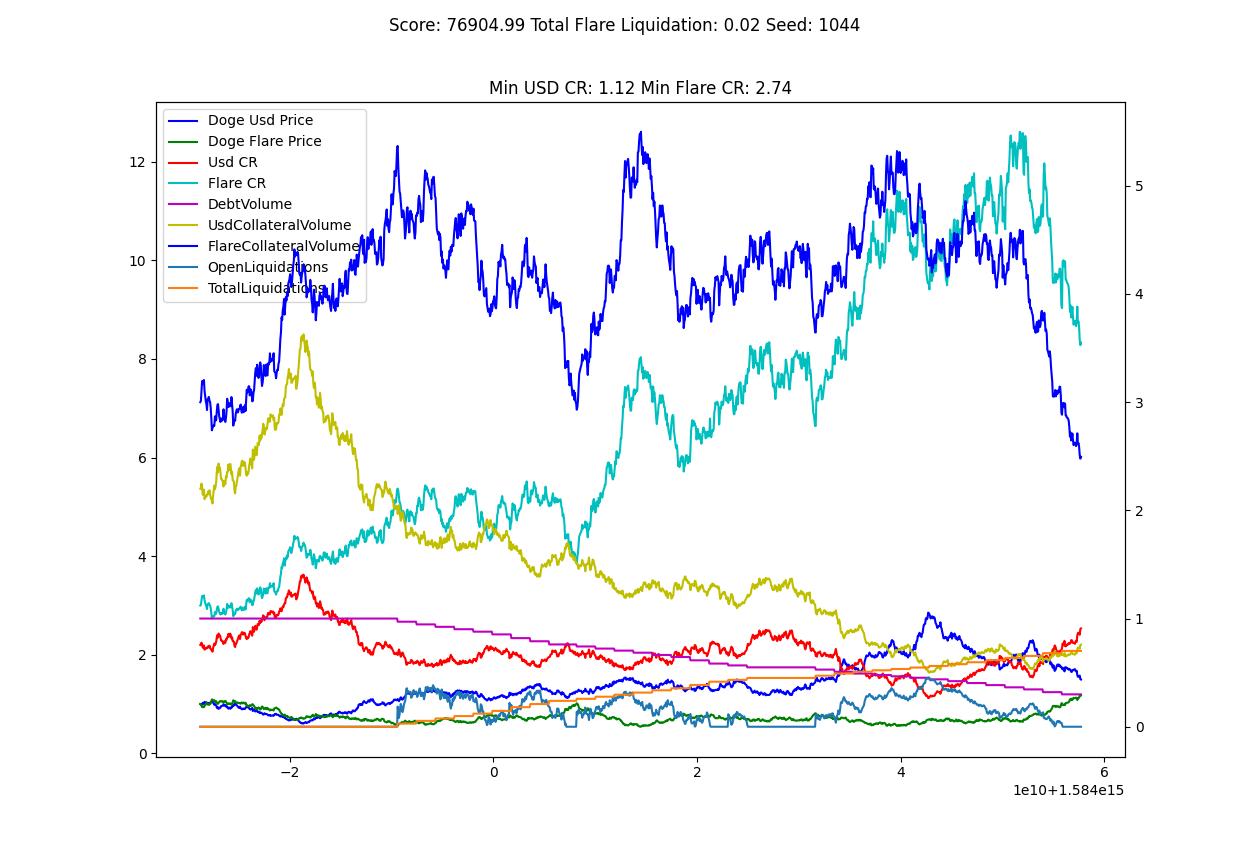 Score: 76904.99 Total Flare Liquidation: 0.02 Seed: 1044
Min USD CR: 1.12 Min Flare CR: 2.74
Doge Usd Price
Doge Flare Price
Usd CR
Flare CR
DebtVolume
UsdCollateralVolume
FlareCollateralVolume
OpenLiquidations
TotalLiquidations
12
10
8
6
4
2
0
5
4
3
2
1
0
−2 0 2 4 6
1e10+1.584e15